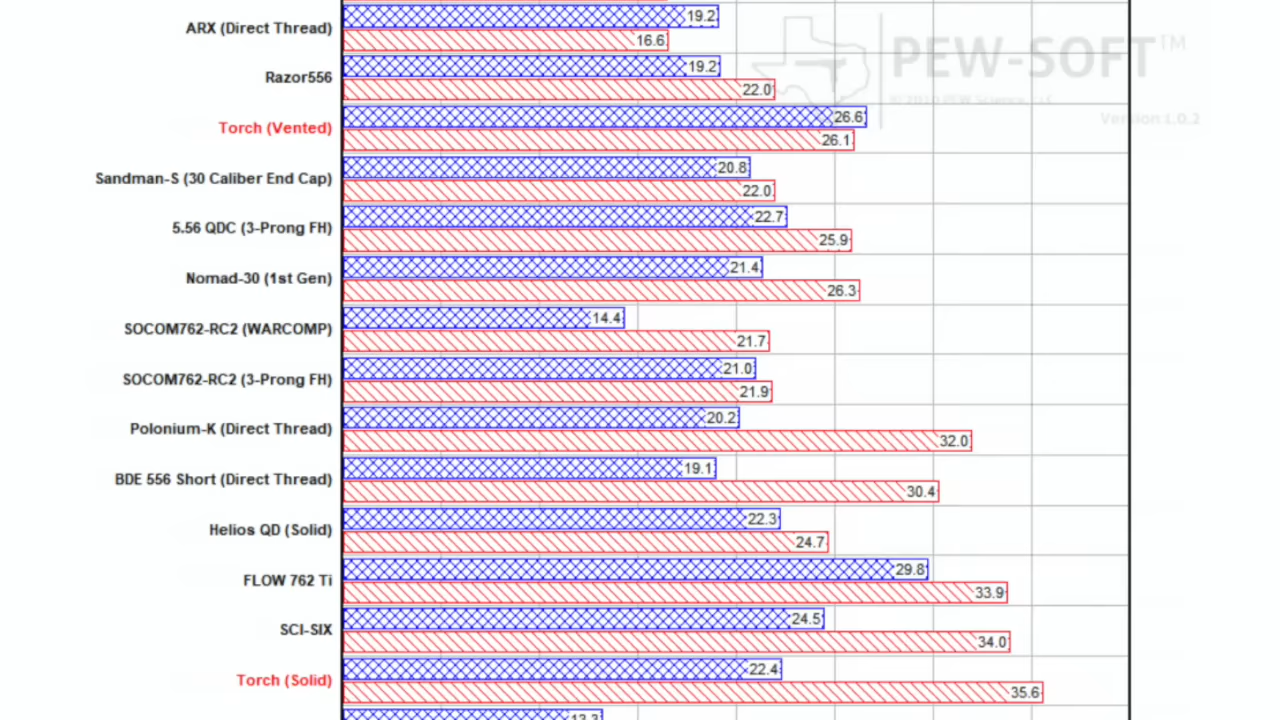 ARX (Direct Thread) 19.2
16.6
Razor556 19.2
22.0
PEW-SOFT™
Torch (Vented) 26.6
26.1
Version 1.0.2
Sandman-S (30 Caliber End Cap) 20.8
22.0
5.56 QDC (3-Prong FH) 22.7
25.9
Nomad-30 (1st Gen) 21.4
26.3
SOCOM762-RC2 (WARCOMP) 14.4
21.7
SOCOM762-RC2 (3-Prong FH) 21.0
21.9
Polonium-K (Direct Thread) 20.2
32.0
BDE 556 Short (Direct Thread) 19.1
30.4
Helios QD (Solid) 22.3
24.7
FLOW 762 Ti 29.8
33.9
SCI-SIX 24.5
34.0
Torch (Solid) 22.4
35.6